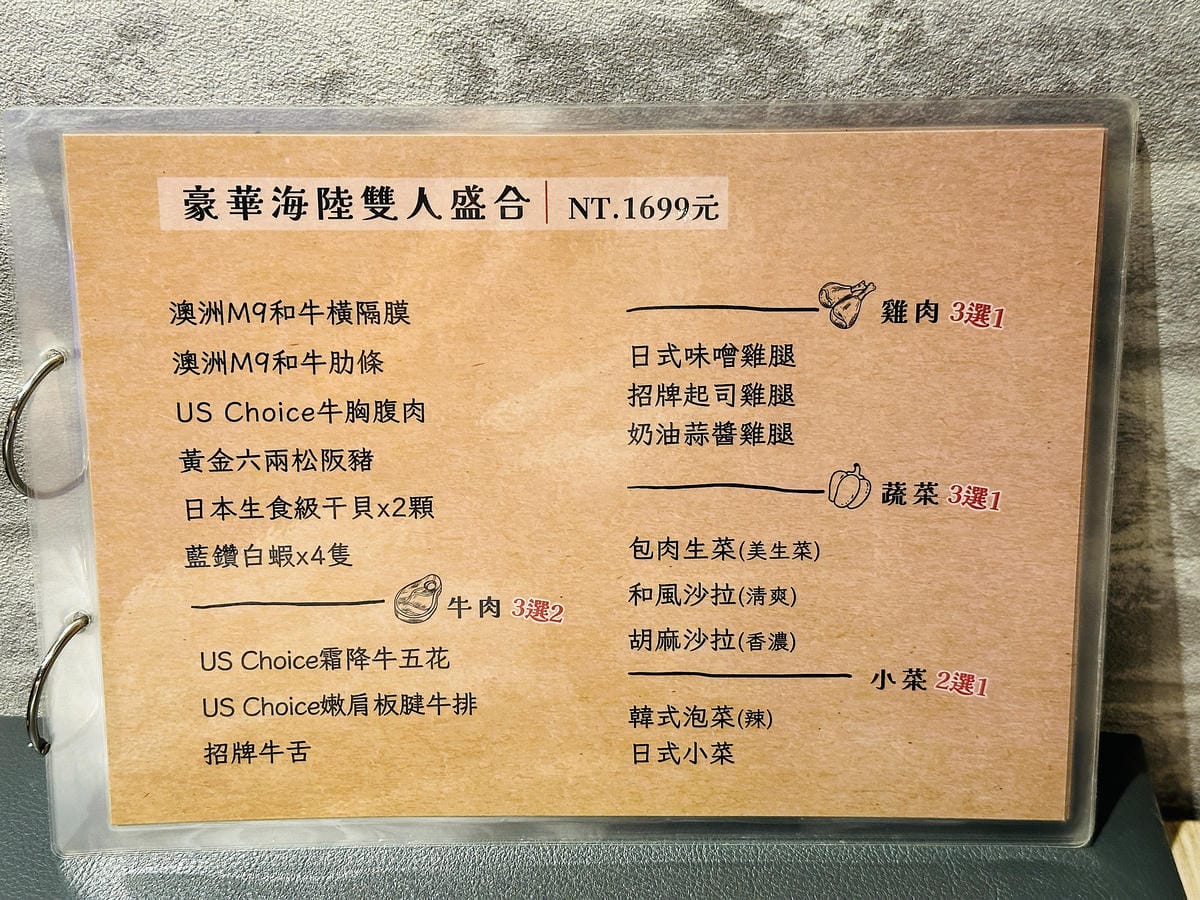 豪華海陸雙人盛合 NT.1699元
澳洲M9和牛橫隔膜
澳洲M9和牛肋條
US Choice牛胸腹肉
黃金六兩松阪豬
日本生食級干貝x2顆
藍鑽白蝦x4隻
牛肉 3選2
US Choice霜降牛五花
US Choice嫩肩板腱牛排
招牌牛舌
雞肉 3選1
日式味噌雞腿
招牌起司雞腿
奶油蒜醬雞腿
蔬菜 3選1
包肉生菜(美生菜)
和風沙拉(清爽)
胡麻沙拉(香濃)
小菜 2選1
韓式泡菜(辣)
日式小菜